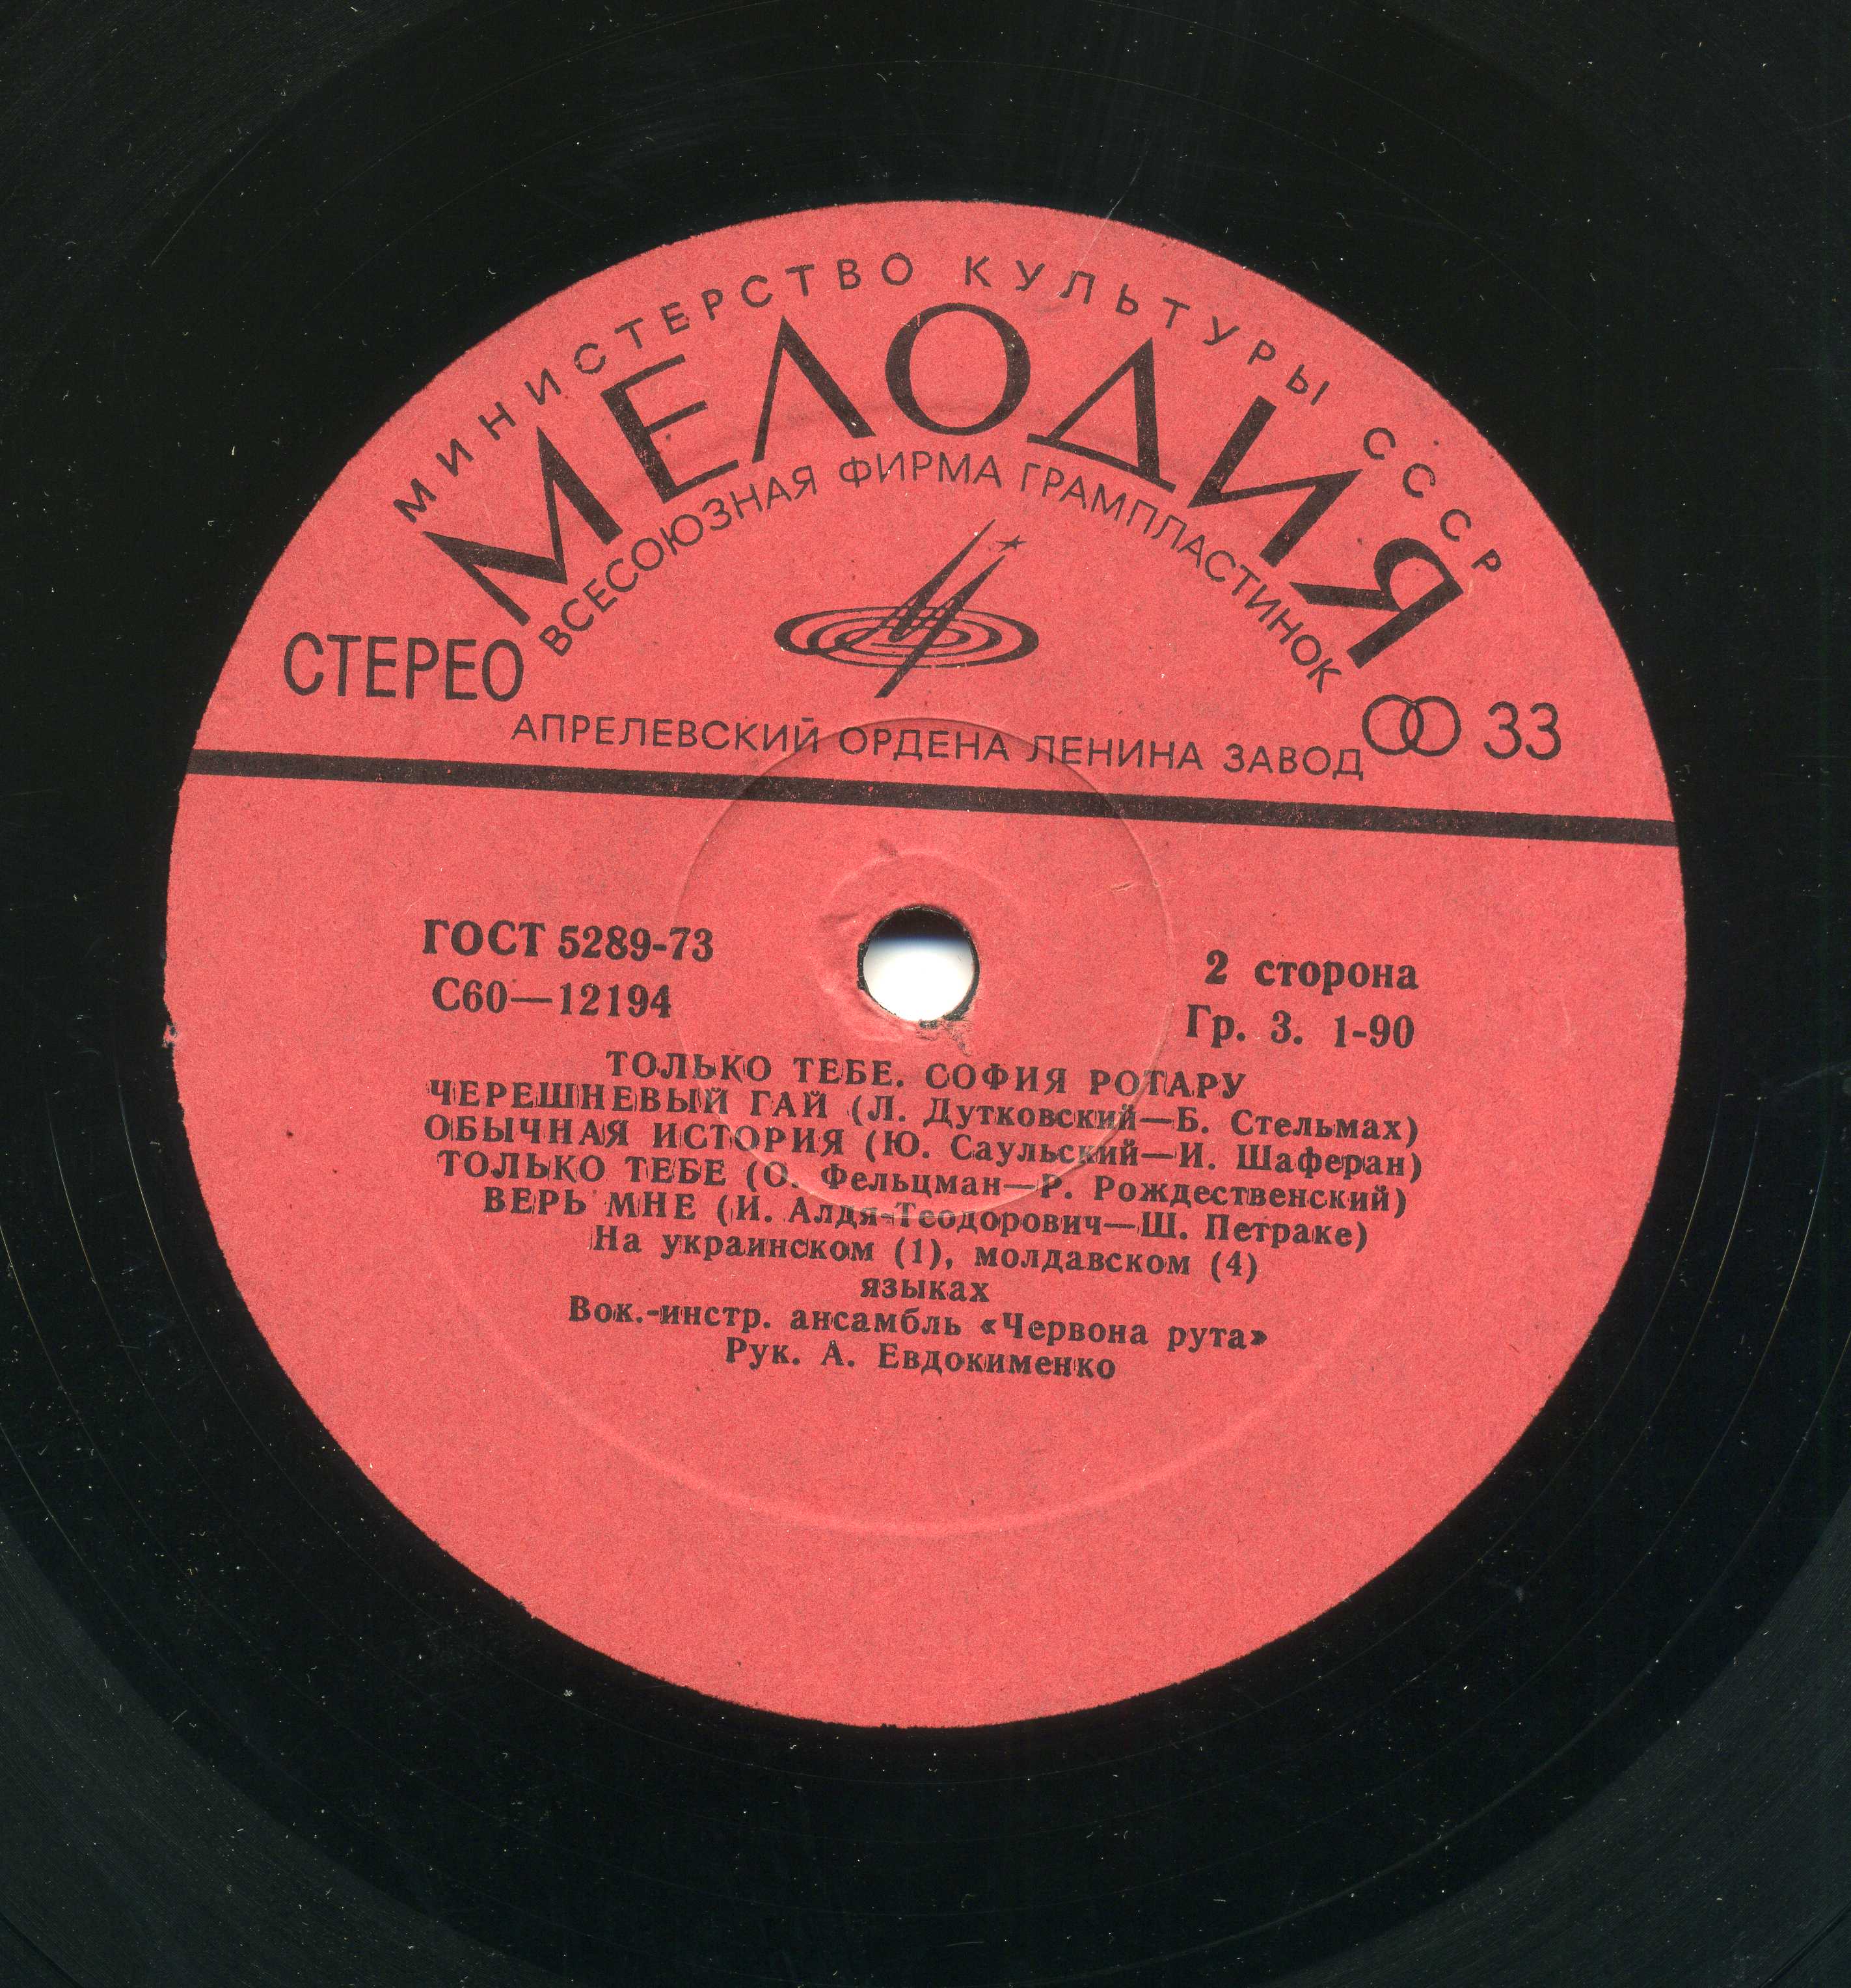 МИНИСТЕРСТВО КУЛЬТУРЫ СССР
МЕЛОДИЯ
ВСЕСОЮЗНАЯ ФИРМА ГРАМПЛАСТИНОК
СТЕРЕО
33
АПРЕЛЕВСКИЙ ОРДЕНА ЛЕНИНА ЗАВОД
ГОСТ 5289-73
С60—12194
2 сторона
Гр. 3. 1-90
ТОЛЬКО ТЕБЕ. СОФИЯ РОТАРУ
ЧЕРЕШНЕВЫЙ ГАЙ (Л. Дутковский—Б. Стельмах)
ОБЫЧНАЯ ИСТОРИЯ (Ю. Саульский—И. Шаферан)
ТОЛЬКО ТЕБЕ (О. Фельцман—Р. Рождественский)
ВЕРЬ МНЕ (И. Алдя-Теодорович—Ш. Петраке)
На украинском (1), молдавском (4)
языках
Вок.-инстр. ансамбль «Червона рута»
Рук. А. Евдокименко